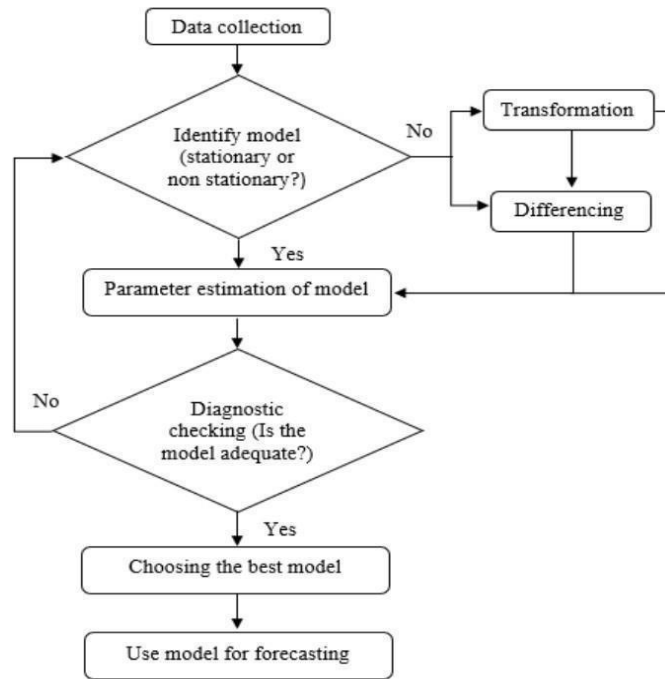 Data collection
Identify model
(stationary or
non stationary?)
No
Transformation
Differencing
Yes
Parameter estimation of model
No
Diagnostic
checking (Is the
model adequate?)
Yes
Choosing the best model
Use model for forecasting